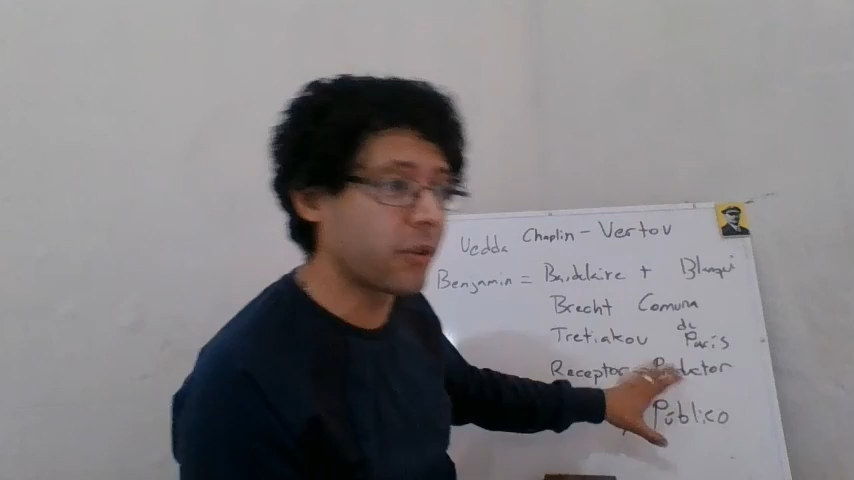 Vedda Chaplin - Vertov
Benjamin = Baudelaire + Blanqui
Brecht Comuna
Tretiakov de París
Receptor - Productor
Público